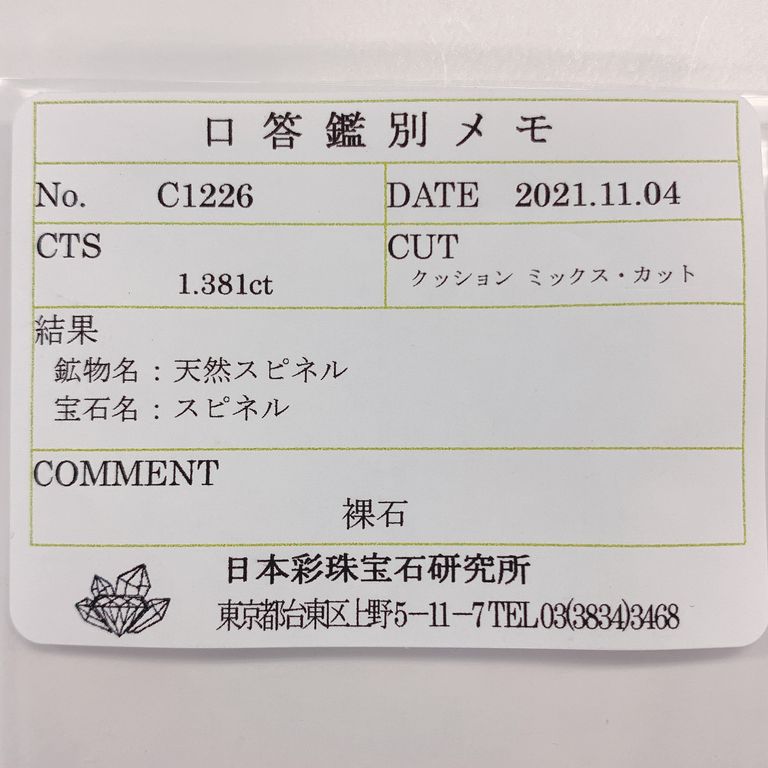 口答鑑別メモ
No. C1226 DATE 2021.11.04
CTS CUT
1.381ct クッション ミックス・カット
結果
鉱物名：天然スピネル
宝石名：スピネル
COMMENT
裸石
日本彩珠宝石研究所
東京都台東区上野5－11－7 TEL 03(3834)3468